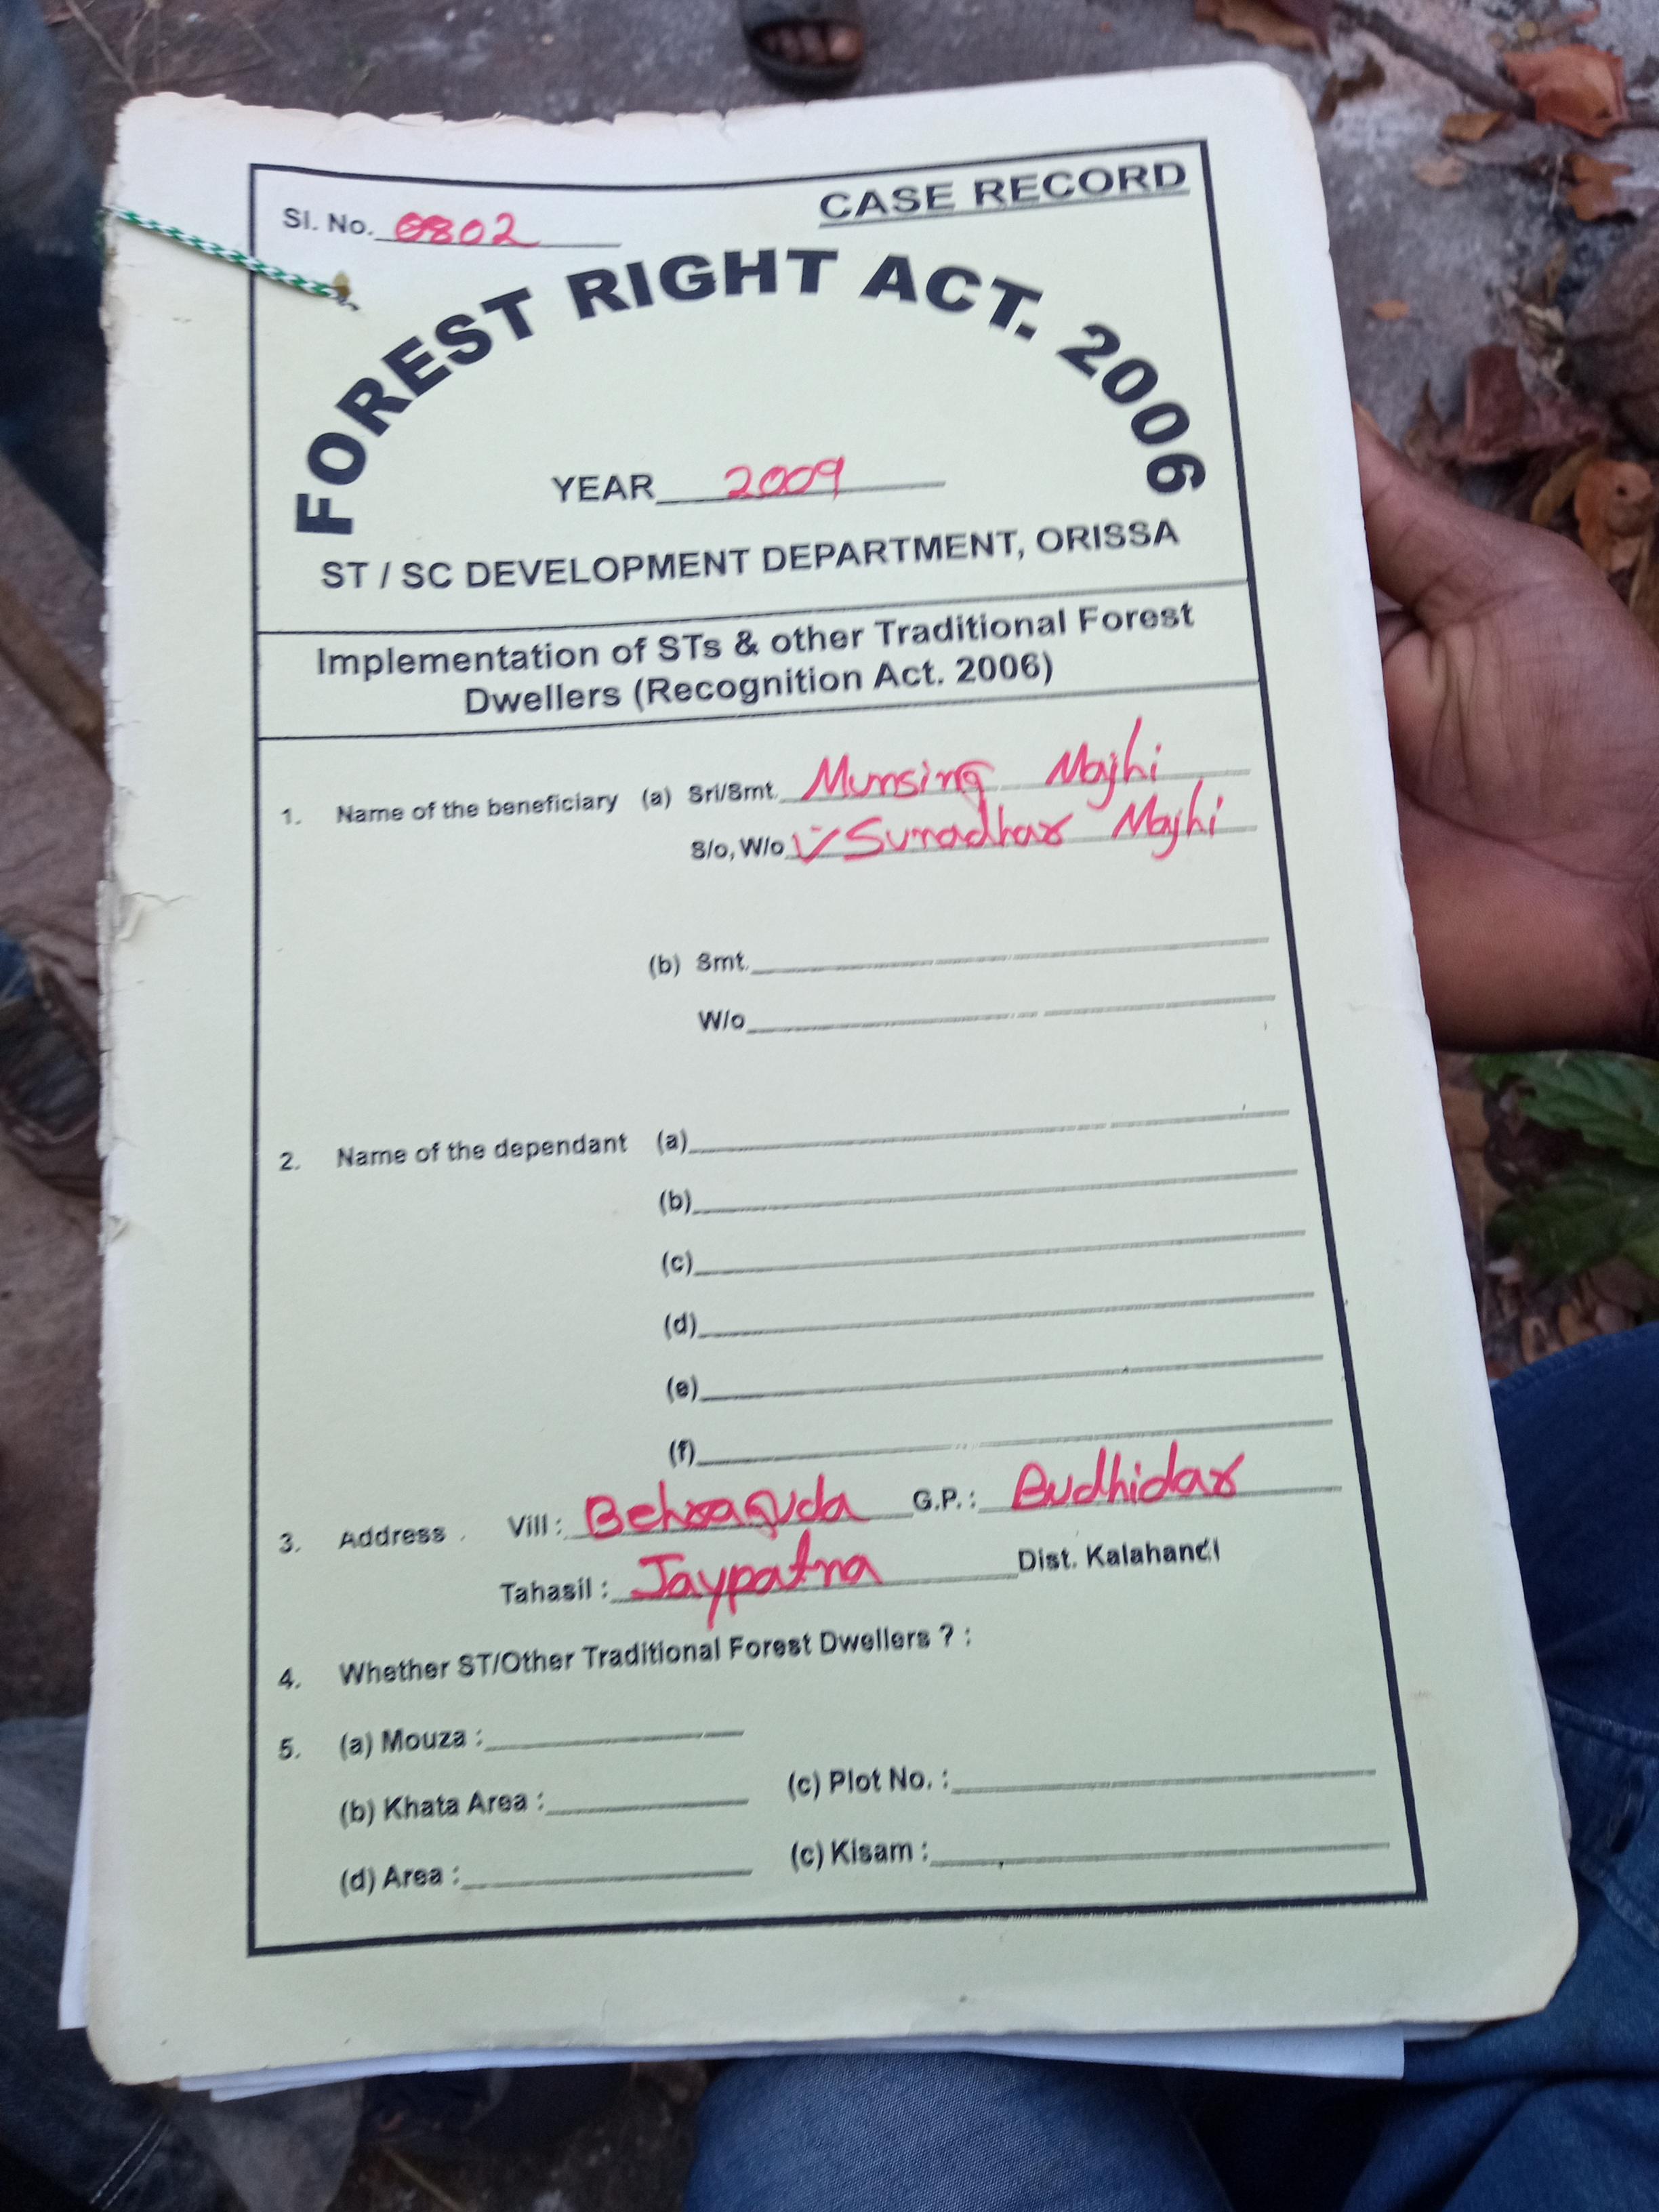 Sl. No. 0802
CASE RECORD
FOREST RIGHT ACT. 2006
YEAR 2009
ST / SC DEVELOPMENT DEPARTMENT, ORISSA
Implementation of STs & other Traditional Forest
Dwellers (Recognition Act. 2006)
1. Name of the beneficiary (a) Sri/Smt. Munsing Majhi
S/o, W/o Sunadhar Majhi
(b) Smt.
W/o
2. Name of the dependant (a)
(b)
(c)
(d)
(e)
(f)
3. Address. Vill: Behraguda G.P.: Budhidar
Tahasil: Jaypatna Dist. Kalahandi
4. Whether ST/Other Traditional Forest Dwellers ? :
5. (a) Mouza :
(b) Khata Area : (c) Plot No. :
(d) Area : (c) Kisam :